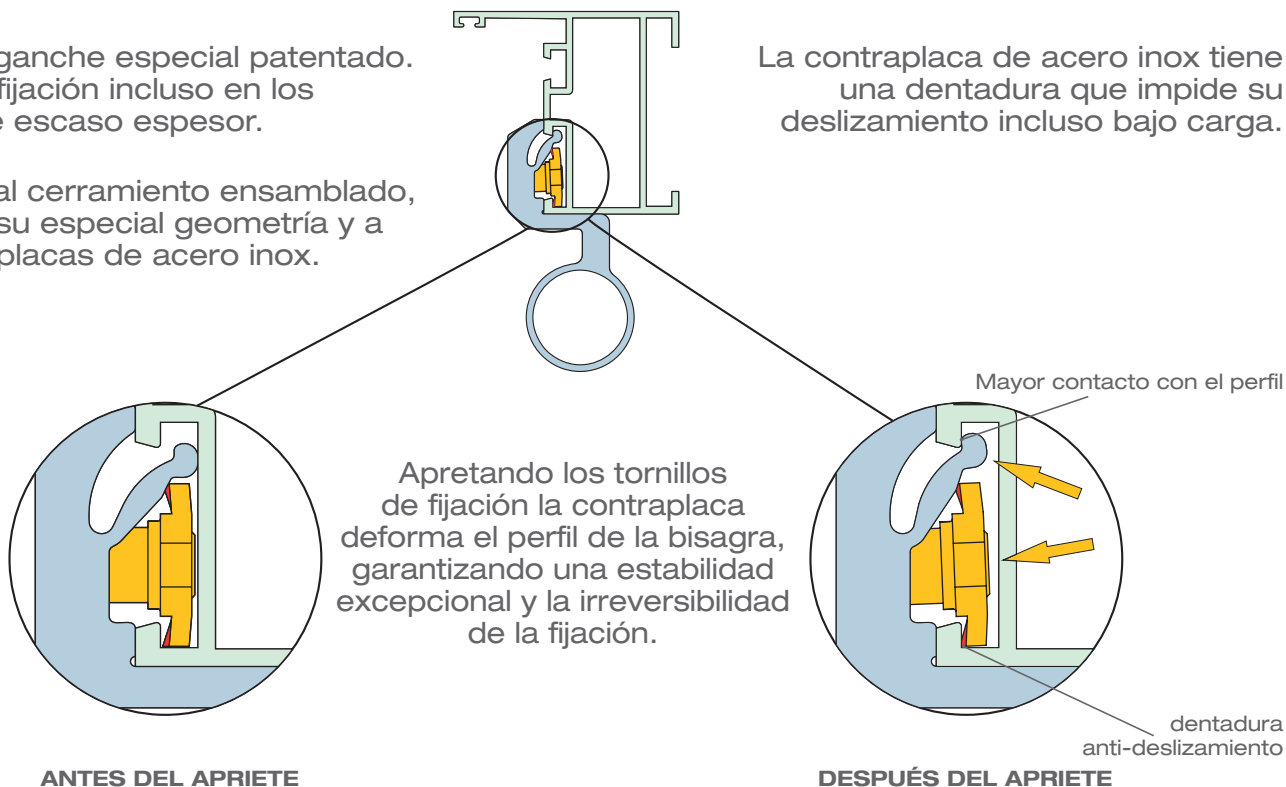 ganche especial patentado.
fijación incluso en los
escaso espesor.
al cerramiento ensamblado,
su especial geometría y a
placas de acero inox.
La contraplaca de acero inox tiene
una dentadura que impide su
deslizamiento incluso bajo carga.
Mayor contacto con el perfil
Apretando los tornillos
de fijación la contraplaca
deforma el perfil de la bisagra,
garantizando una estabilidad
excepcional y la irreversibilidad
de la fijación.
dentadura
anti-deslizamiento
ANTES DEL APRIETE
DESPUÉS DEL APRIETE